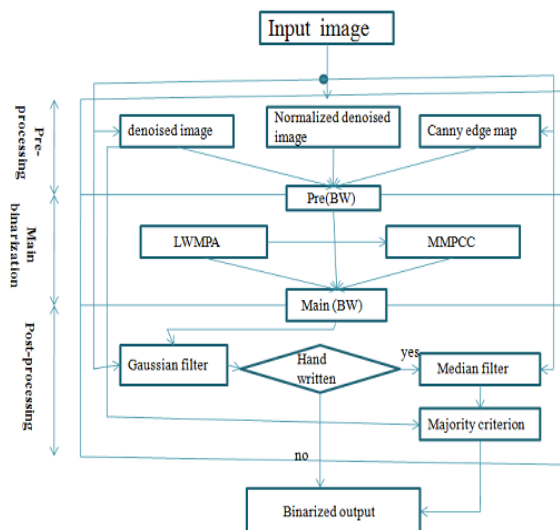 Input image
Pre-
processing
denoised image
Normalized denoised
image
Canny edge map
Pre(BW)
Main
binarization
LWMPA
MMPCC
Main (BW)
Post-processing
Gaussian filter
Hand
written
yes
Median filter
Majority criterion
no
Binarized output